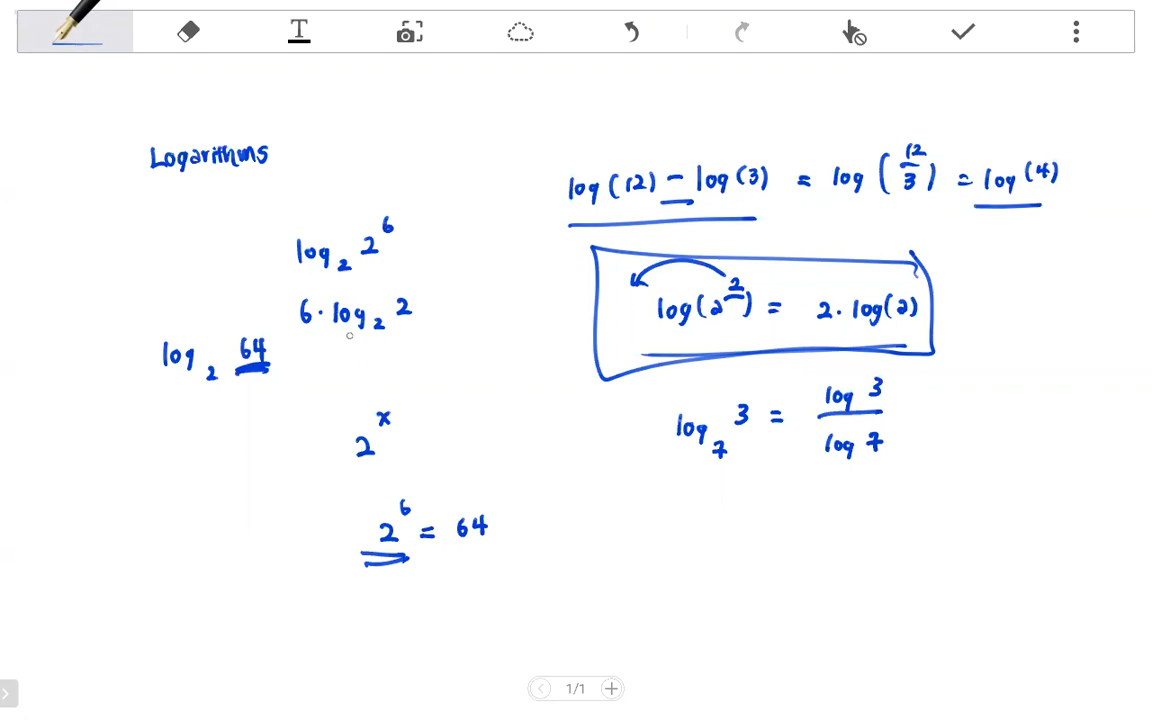 T
Logarithms
log₂ 2⁶
6 · log₂ 2
log₂ 64
2ˣ
2⁶ = 64
log(12) − log(3) = log(12/3) = log(4)
log(2²) = 2 · log(2)
log₇ 3 = log 3 / log 7
1/1